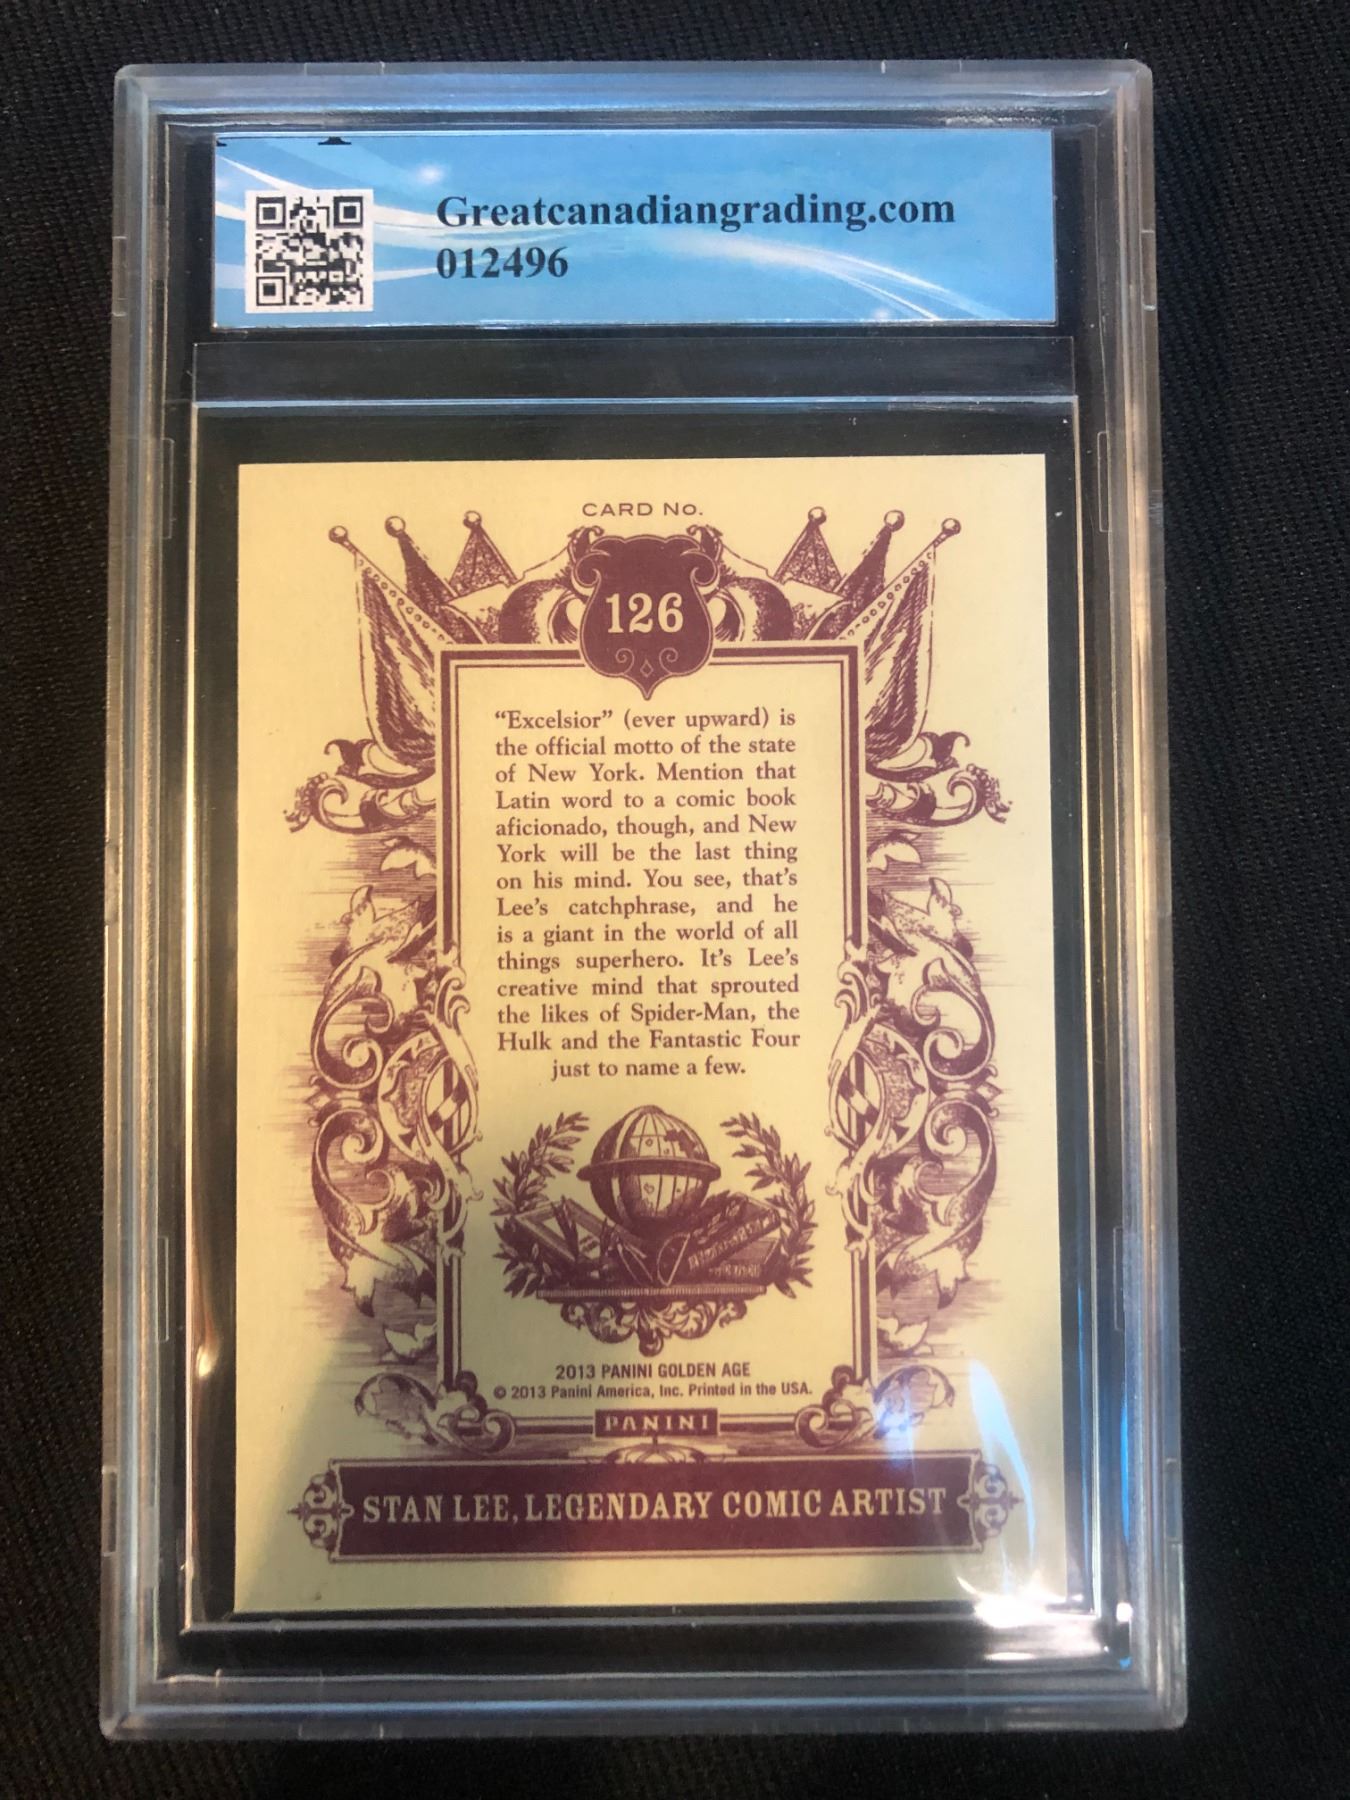 Greatcanadiangrading.com
012496
CARD No.
126
“Excelsior” (ever upward) is
the official motto of the state
of New York. Mention that
Latin word to a comic book
aficionado, though, and New
York will be the last thing
on his mind. You see, that's
Lee's catchphrase, and he
is a giant in the world of all
things superhero. It's Lee's
creative mind that sprouted
the likes of Spider-Man, the
Hulk and the Fantastic Four
just to name a few.
2013 PANINI GOLDEN AGE
© 2013 Panini America, Inc. Printed in the USA.
PANINI
STAN LEE, LEGENDARY COMIC ARTIST